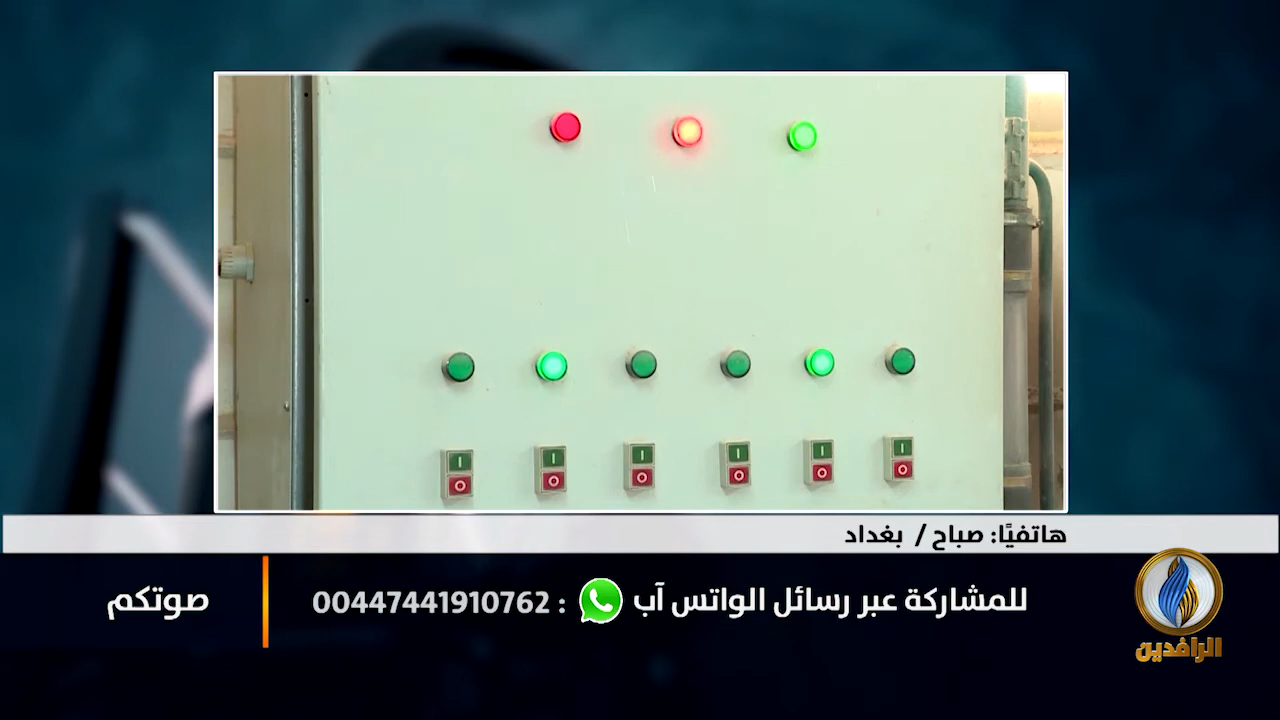 هاتفيًا: صباح / بغداد
للمشاركة عبر رسائل الواتس آب : 00447441910762
صوتكم
الرافدين